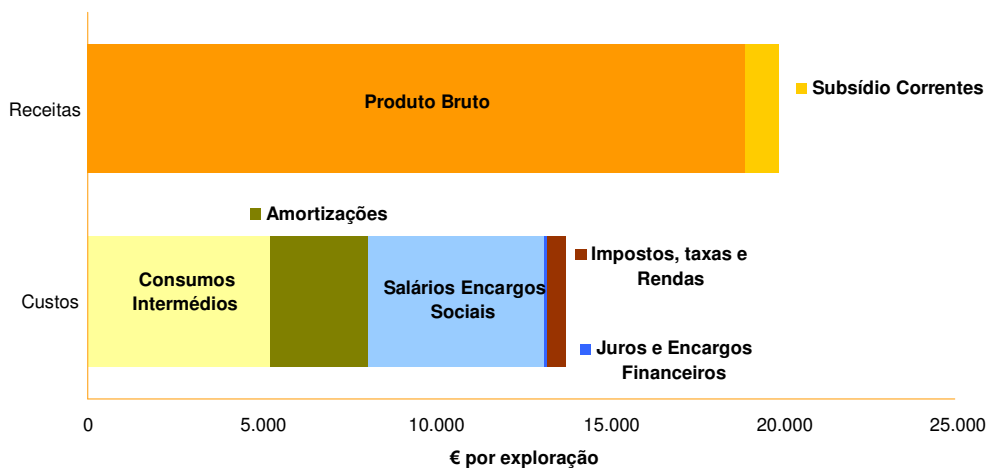 Receitas
Produto Bruto
Subsídio Correntes
Amortizações
Custos
Consumos
Intermédios
Salários Encargos
Sociais
Impostos, taxas e
Rendas
Juros e Encargos
Financeiros
0 5.000 10.000 15.000 20.000 25.000
€ por exploração